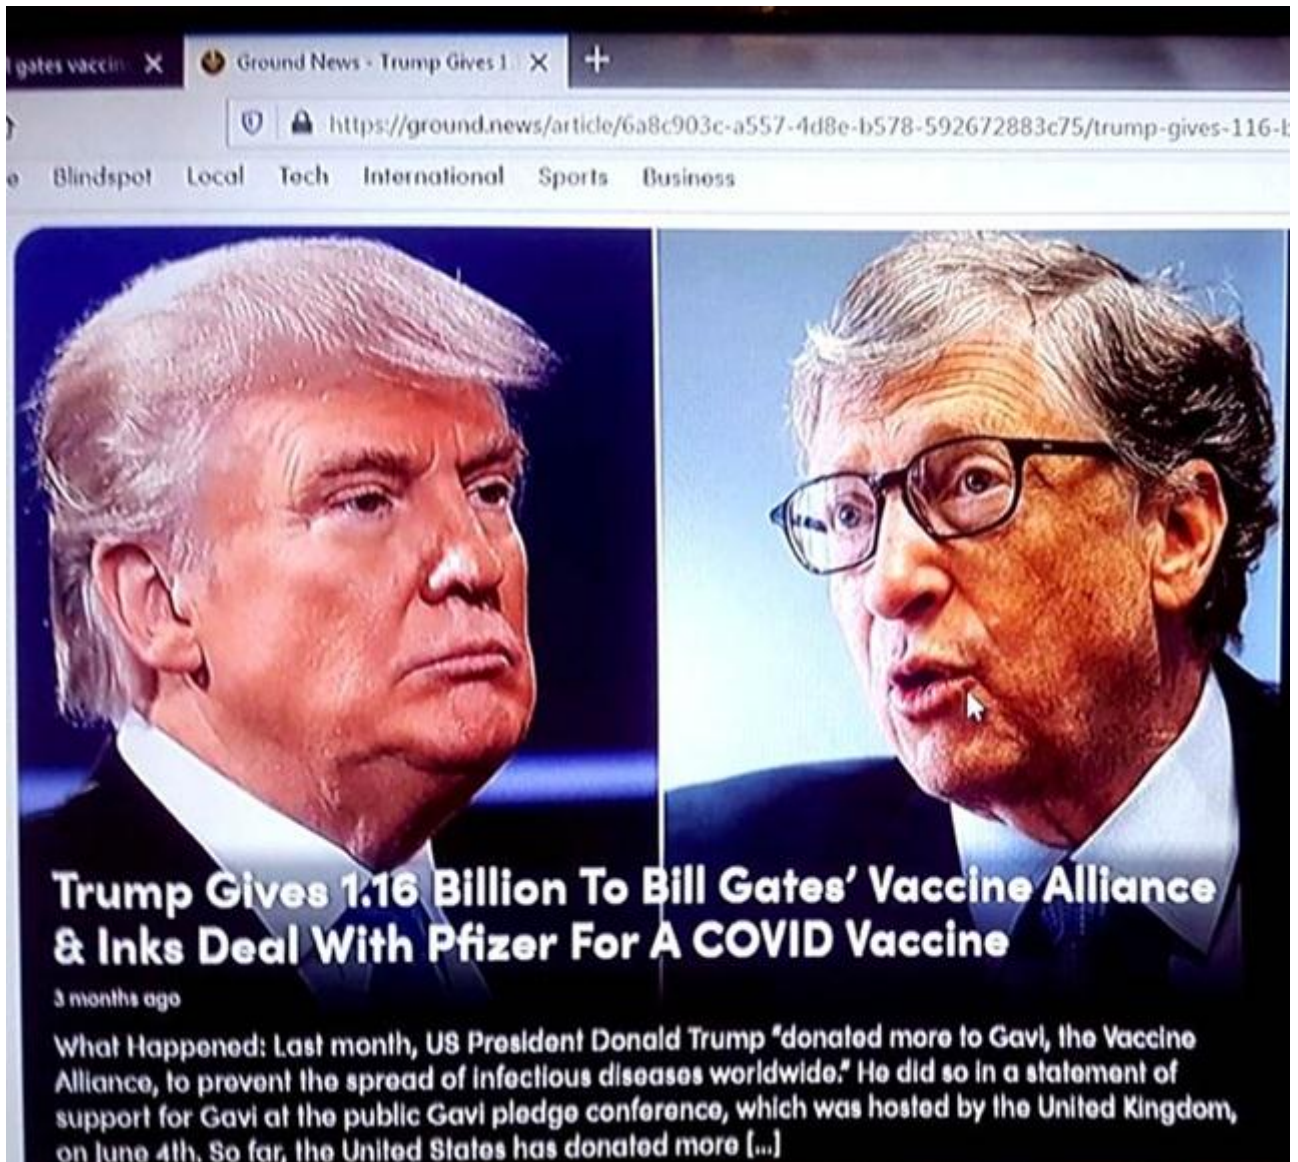 gates vaccin
Ground News - Trump Gives 1
https://ground.news/article/6a8c903c-a557-4d8e-b578-592672883c75/trump-gives-116-b
Blindspot Local Tech International Sports Business
Trump Gives 1.16 Billion To Bill Gates' Vaccine Alliance
& Inks Deal With Pfizer For A COVID Vaccine
3 months ago
What Happened: Last month, US President Donald Trump "donated more to Gavi, the Vaccine
Alliance, to prevent the spread of infectious diseases worldwide." He did so in a statement of
support for Gavi at the public Gavi pledge conference, which was hosted by the United Kingdom,
on June 4th. So far, the United States has donated more [...]